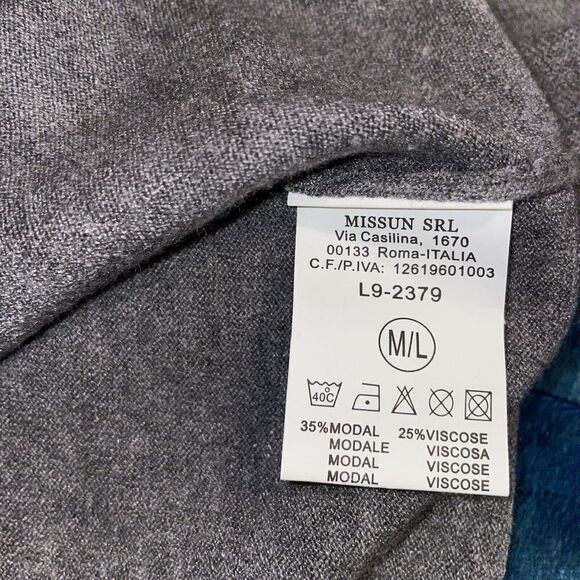 MISSUN SRL
Via Casilina, 1670
00133 Roma-ITALIA
C.F./P.IVA: 12619601003
L9-2379
M/L
40C
35%MODAL 25%VISCOSE
MODALE VISCOSA
MODAL VISCOSE
MODAL VISCOSE